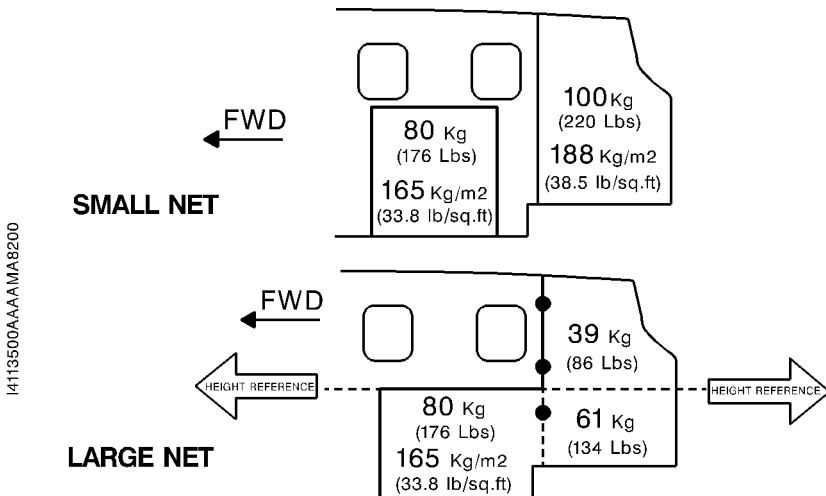 FWD
80 Kg
(176 Lbs)
165 Kg/m2
(33.8 lb/sq.ft)
100 Kg
(220 Lbs)
188 Kg/m2
(38.5 lb/sq.ft)
SMALL NET
I4113500AAAAMA8200
FWD
HEIGHT REFERENCE
39 Kg
(86 Lbs)
HEIGHT REFERENCE
80 Kg
(176 Lbs)
165 Kg/m2
(33.8 lb/sq.ft)
61 Kg
(134 Lbs)
LARGE NET